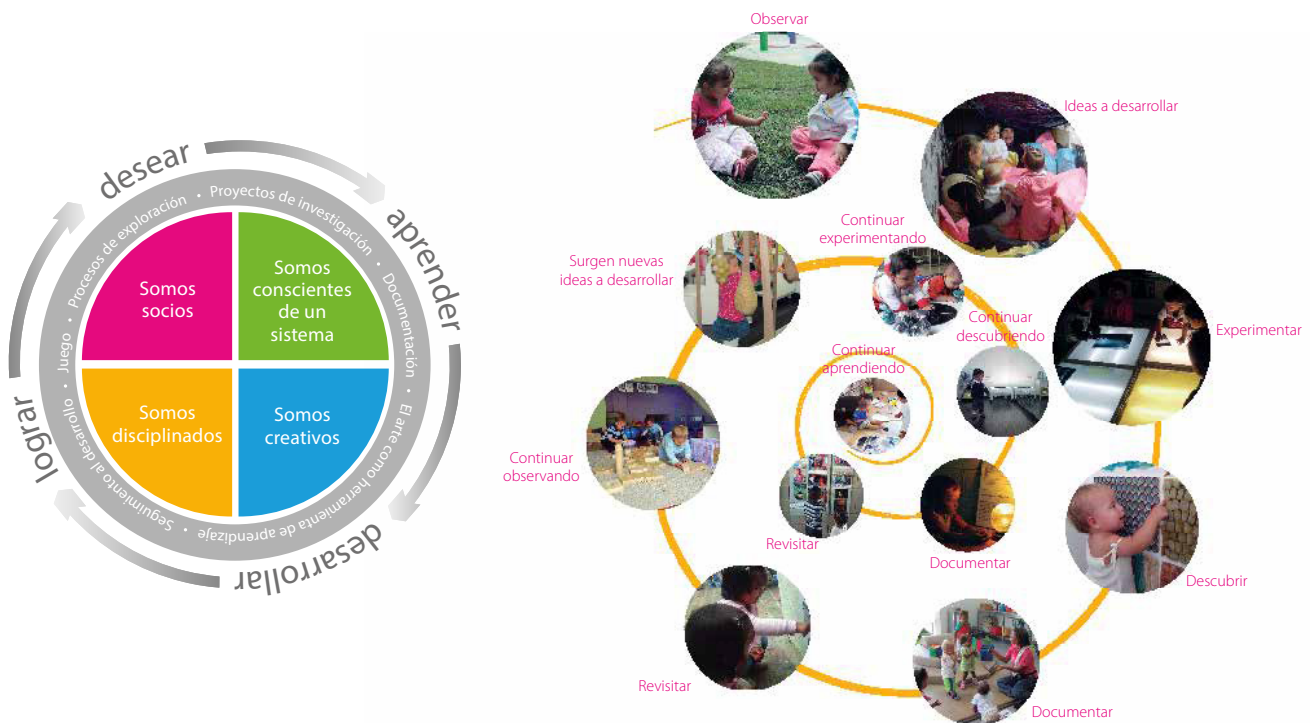 desear
aprender
desarrollar
lograr
Juego • Procesos de exploración • Proyectos de investigación • Documentación • El arte como herramienta de aprendizaje • Seguimiento al desarrollo •
Somos
socios
Somos
conscientes
de un
sistema
Somos
disciplinados
Somos
creativos
Observar
Ideas a desarrollar
Experimentar
Descubrir
Documentar
Revisitar
Continuar
observando
Surgen nuevas
ideas a desarrollar
Continuar
experimentando
Continuar
descubriendo
Documentar
Revisitar
Continuar
aprendiendo